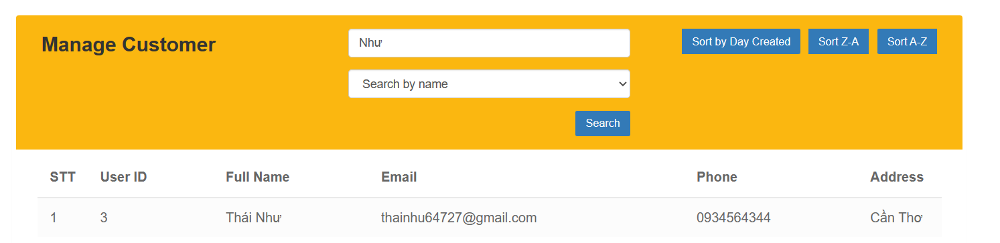 Manage Customer
Như
Sort by Day Created Sort Z-A Sort A-Z
Search by name
Search
STT User ID Full Name Email Phone Address
1 3 Thái Như thainhu64727@gmail.com 0934564344 Cần Thơ